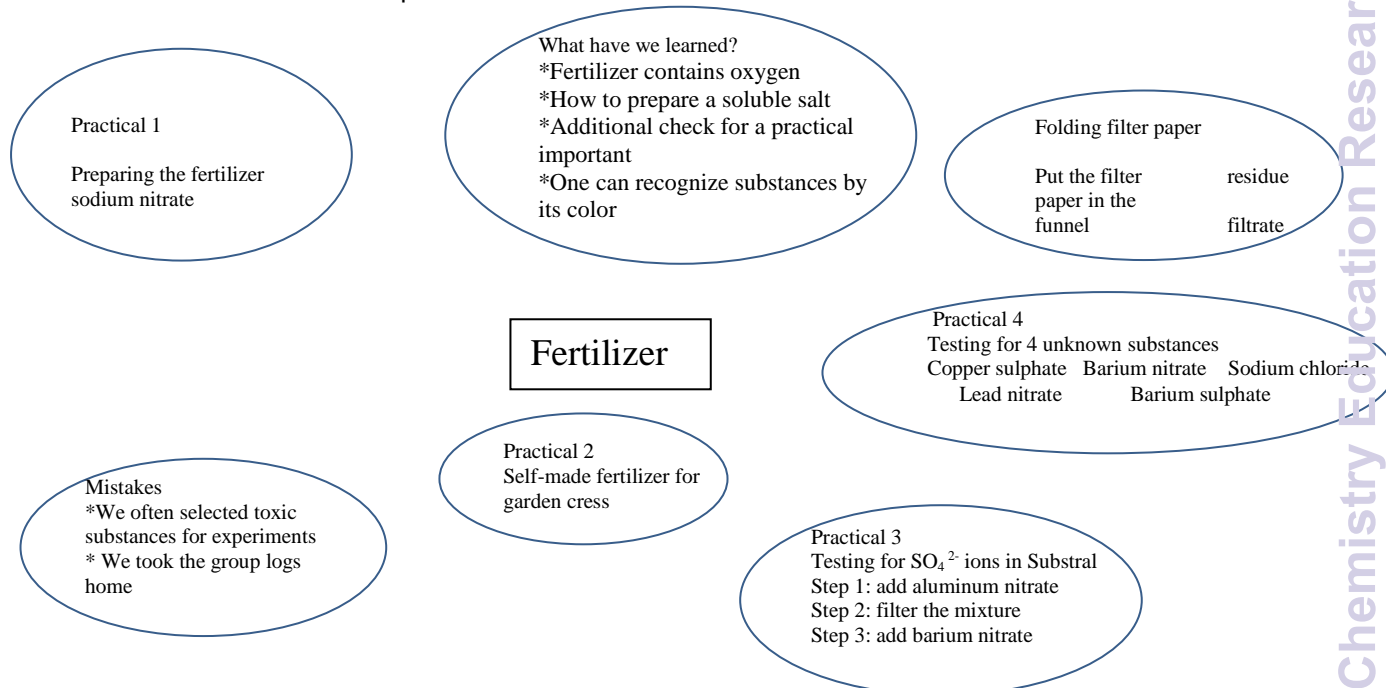 What have we learned?
*Fertilizer contains oxygen
*How to prepare a soluble salt
*Additional check for a practical
important
*One can recognize substances by
its color
Practical 1
Preparing the fertilizer
sodium nitrate
Folding filter paper
Put the filter residue
paper in the
funnel filtrate
Fertilizer
Practical 4
Testing for 4 unknown substances
Copper sulphate Barium nitrate Sodium chloride
Lead nitrate Barium sulphate
Practical 2
Self-made fertilizer for
garden cress
Mistakes
*We often selected toxic
substances for experiments
* We took the group logs
home
Practical 3
Testing for SO₄²⁻ ions in Substral
Step 1: add aluminum nitrate
Step 2: filter the mixture
Step 3: add barium nitrate
Chemistry Education Resear